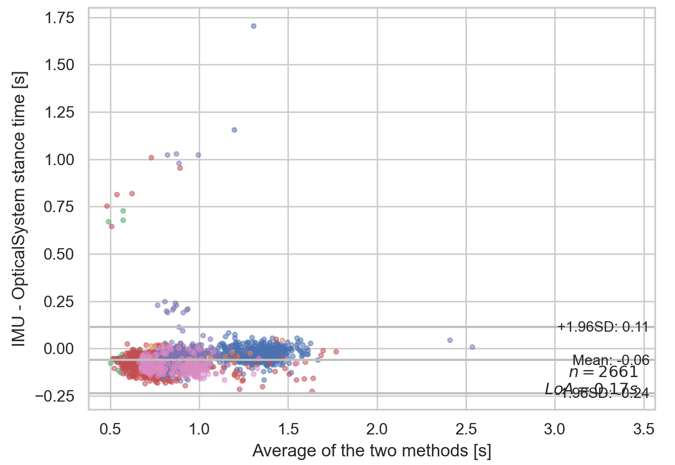 1.75
1.50
1.25
1.00
0.75
0.50
0.25
0.00
−0.25
IMU - OpticalSystem stance time [s]
+1.96SD: 0.11
Mean: -0.06
n = 2661
LoA = 0.17s
-1.96SD: -0.24
0.5 1.0 1.5 2.0 2.5 3.0 3.5
Average of the two methods [s]